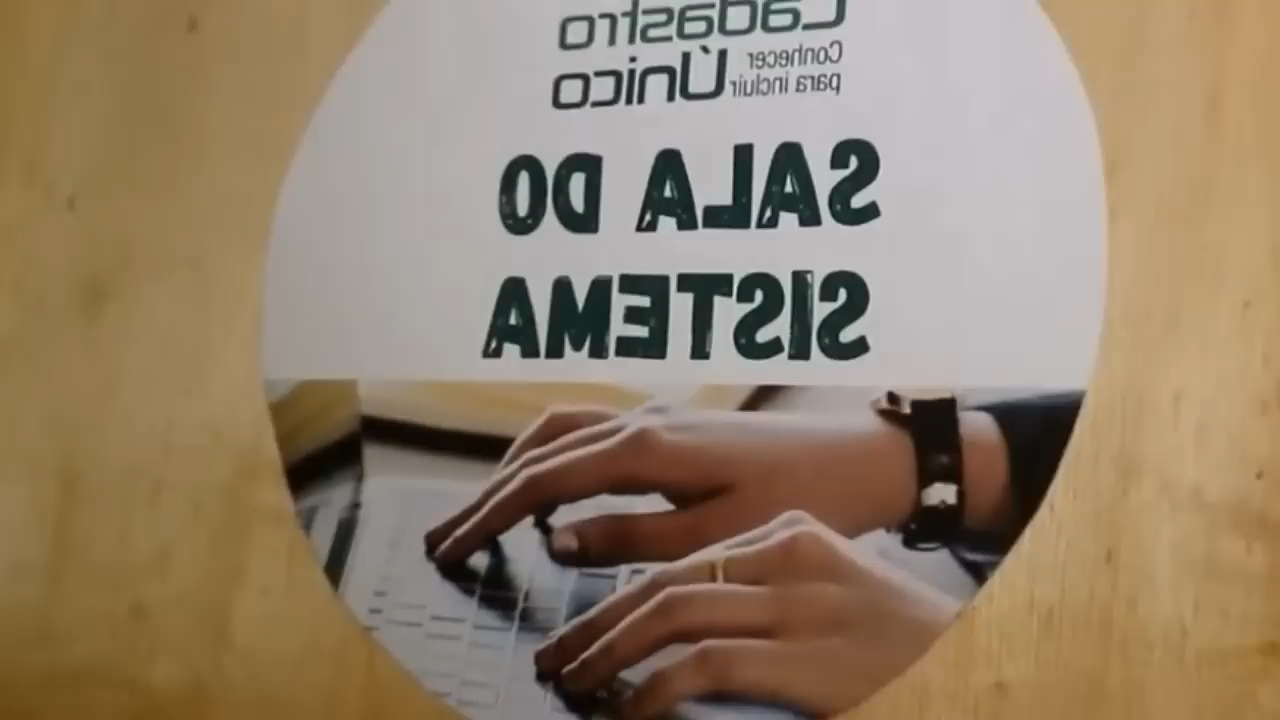 Cadastro
Único Conhecer
para incluir
SALA DO
SISTEMA